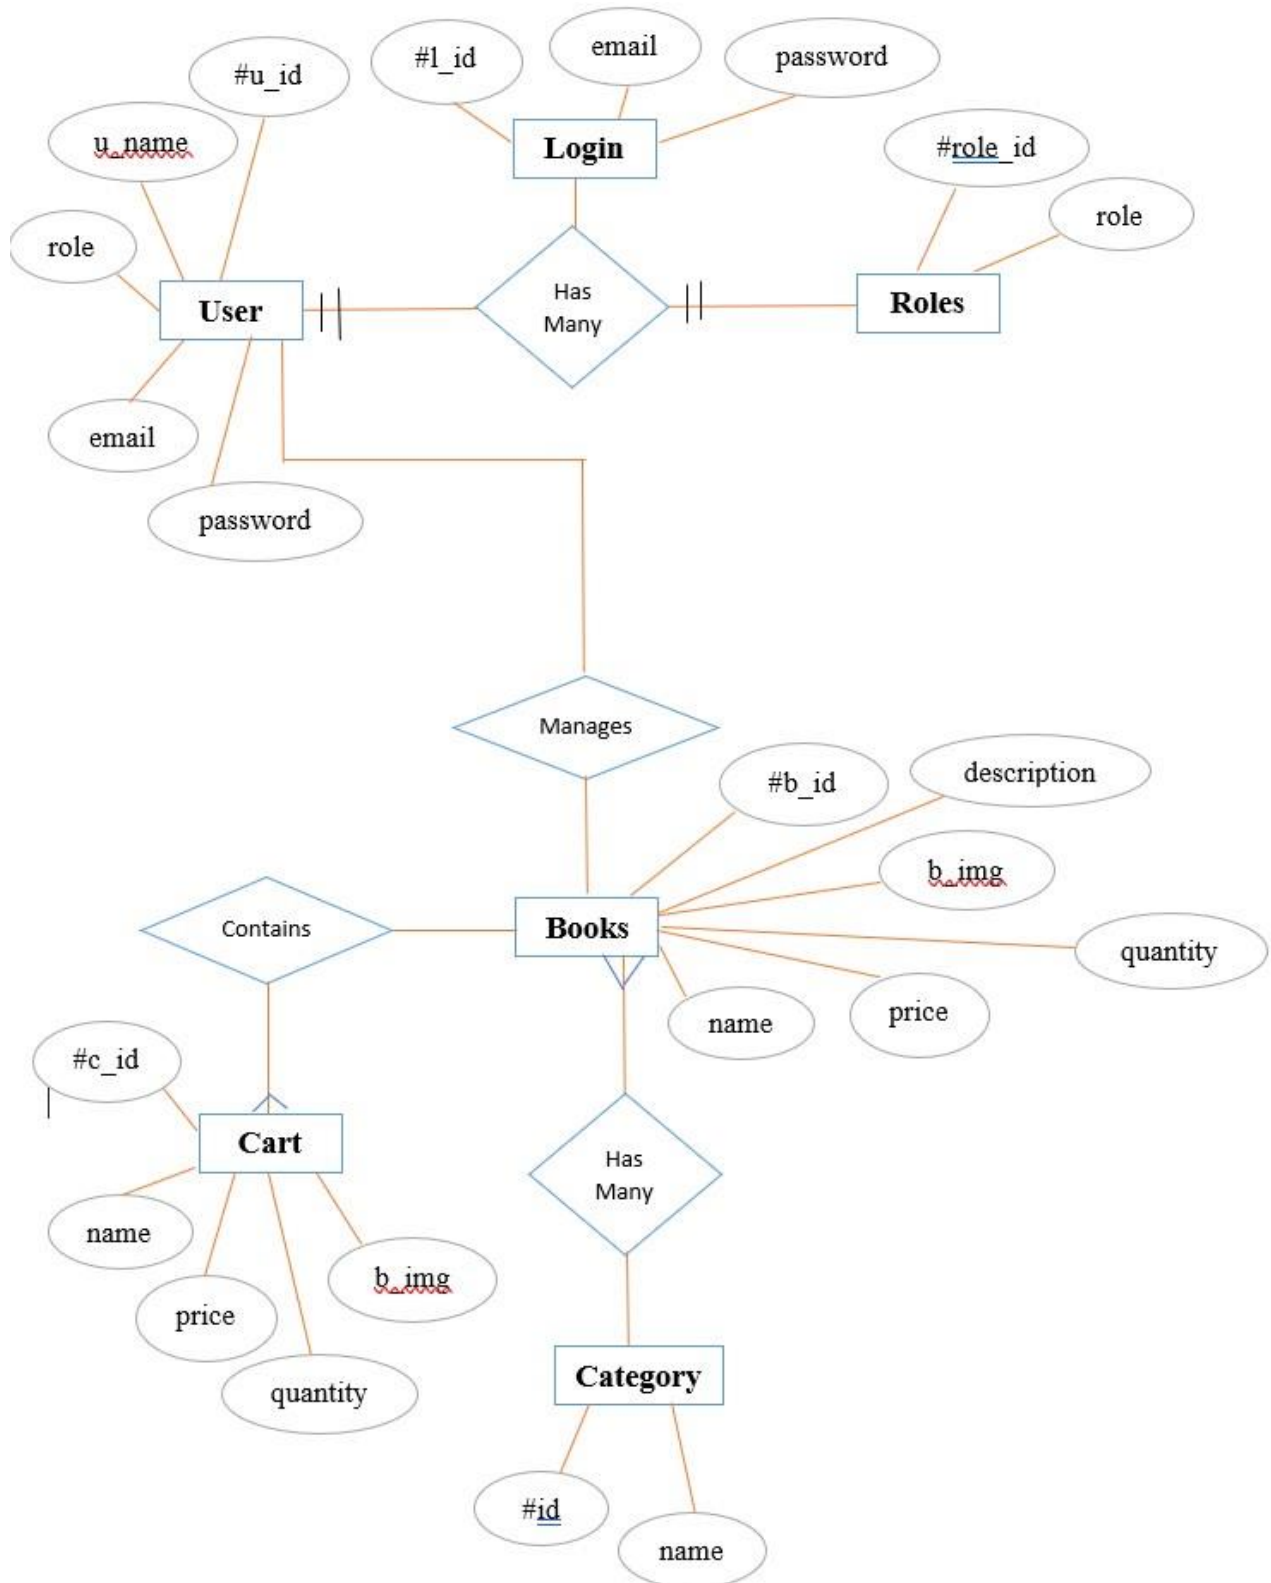 #l_id
email
password
#u_id
u_name
Login
#role_id
role
role
User
Has
Many
Roles
email
password
Manages
#b_id
description
b_img
Contains
Books
quantity
name
price
#c_id
Cart
Has
Many
name
b_img
price
quantity
Category
#id
name